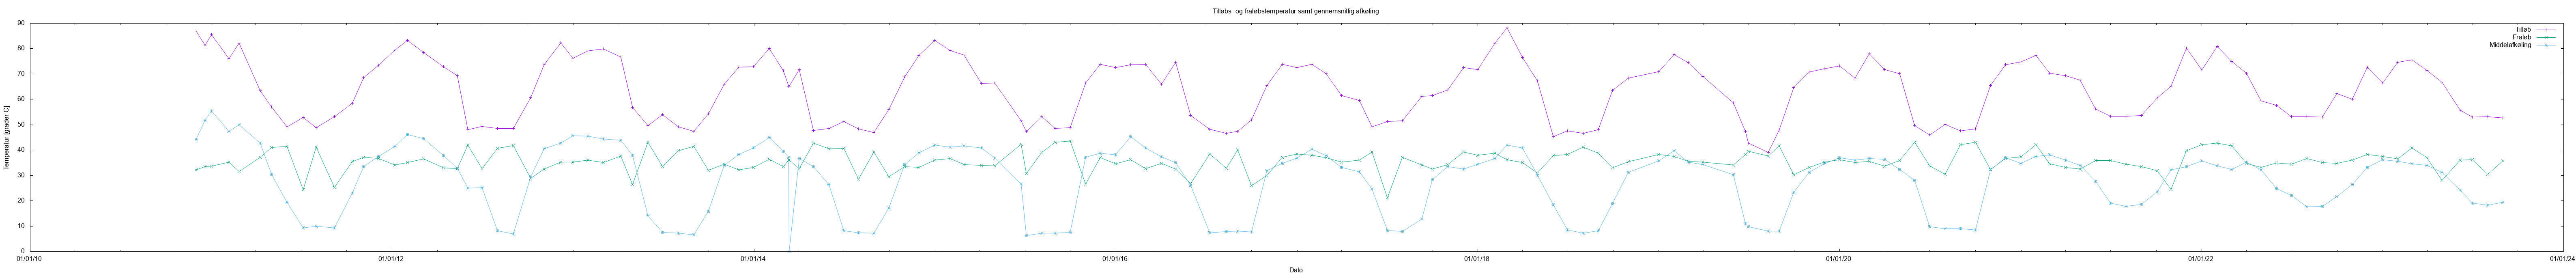 Tilløbs- og fraløbstemperatur samt gennemsnitlig afkøling
90
80
70
60
50
40
30
20
10
0
Temperatur [grader C]
Tilløb
Fraløb
Middelafkøling
01/01/10 01/01/12 01/01/14 01/01/16 01/01/18 01/01/20 01/01/22 01/01/24
Dato